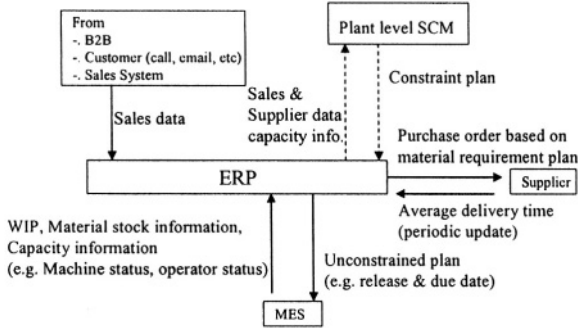 From
-. B2B
-. Customer (call, email, etc)
-. Sales System
Plant level SCM
Sales data
Sales &
Supplier data
capacity info.
Constraint plan
Purchase order based on
material requirement plan
ERP
Supplier
WIP, Material stock information,
Capacity information
(e.g. Machine status, operator status)
Average delivery time
(periodic update)
Unconstrained plan
(e.g. release & due date)
MES